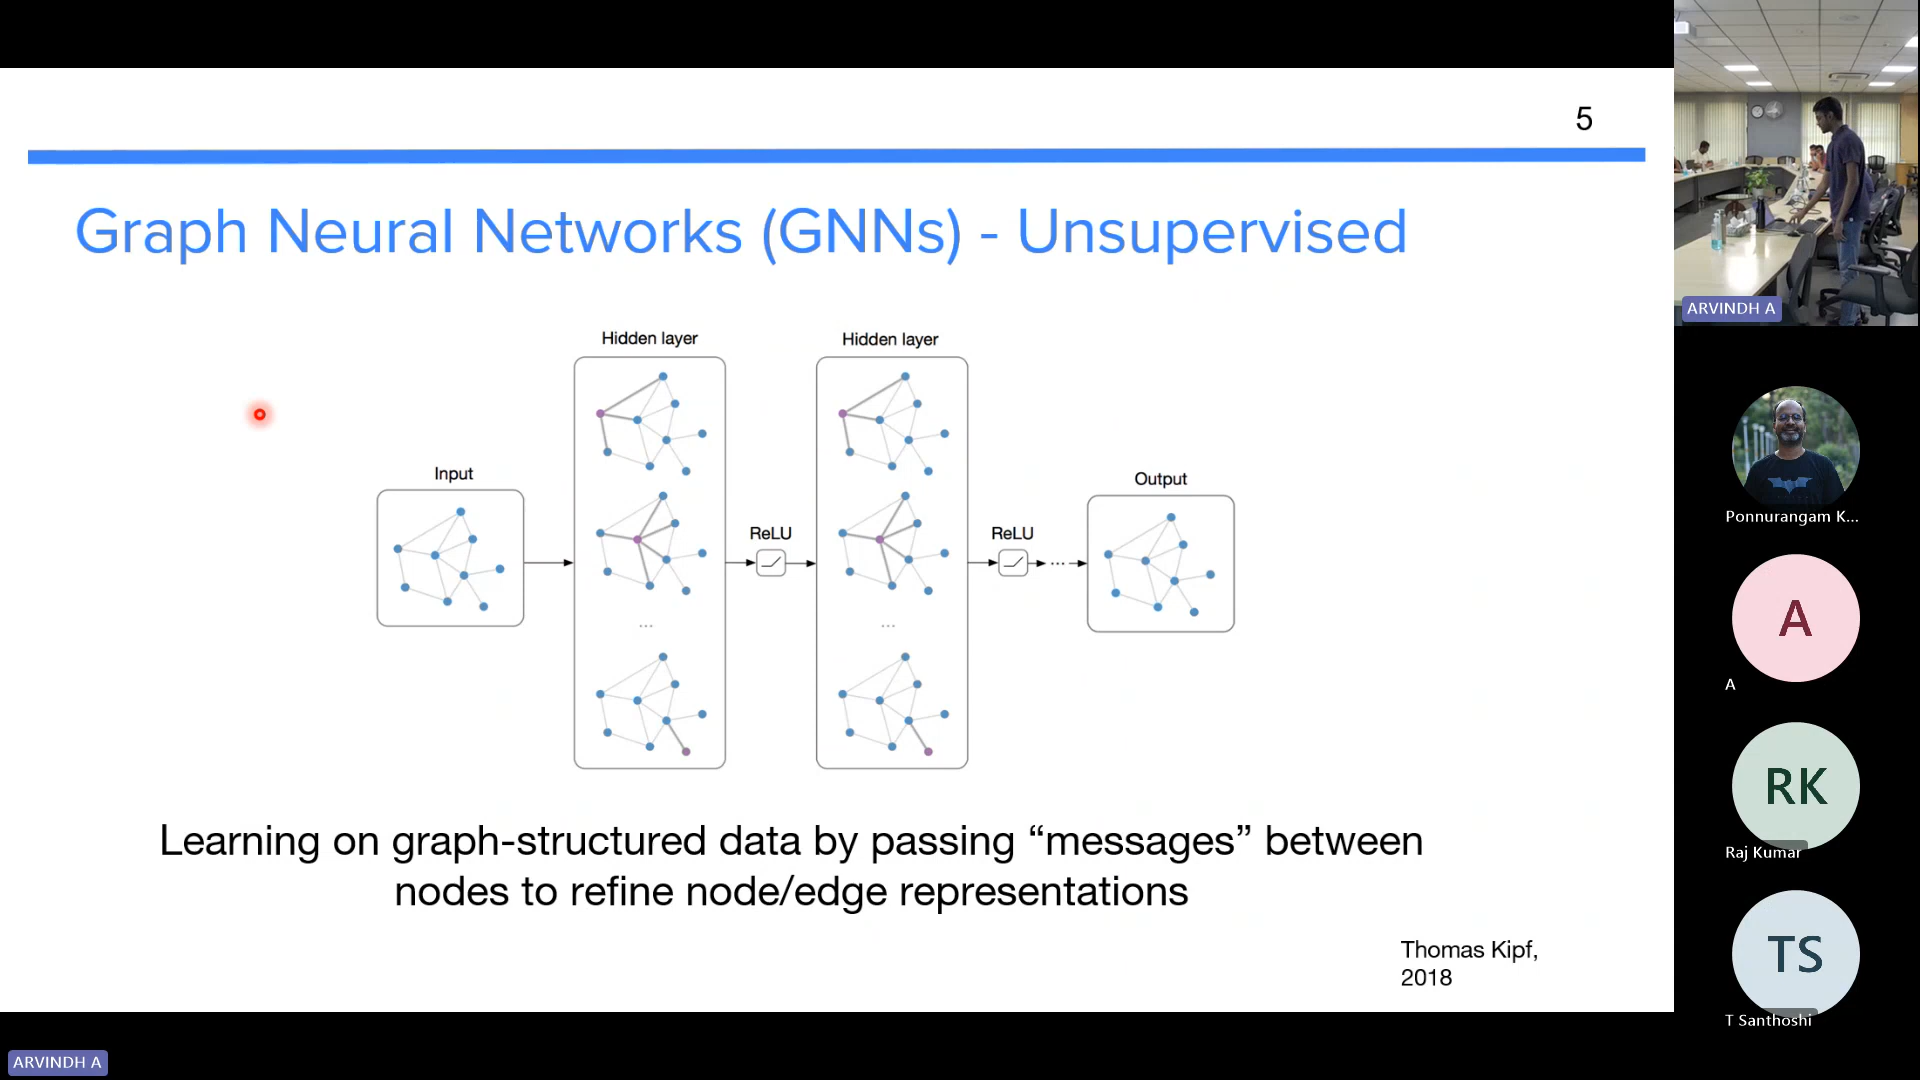 5
Graph Neural Networks (GNNs) - Unsupervised
Hidden layer
Hidden layer
Input
ReLU
ReLU
Output
...
...
...
Learning on graph-structured data by passing “messages” between
nodes to refine node/edge representations
Thomas Kipf,
2018
ARVINDH A
Ponnurangam K...
A
A
RK
Raj Kumar
TS
T Santhoshi
ARVINDH A